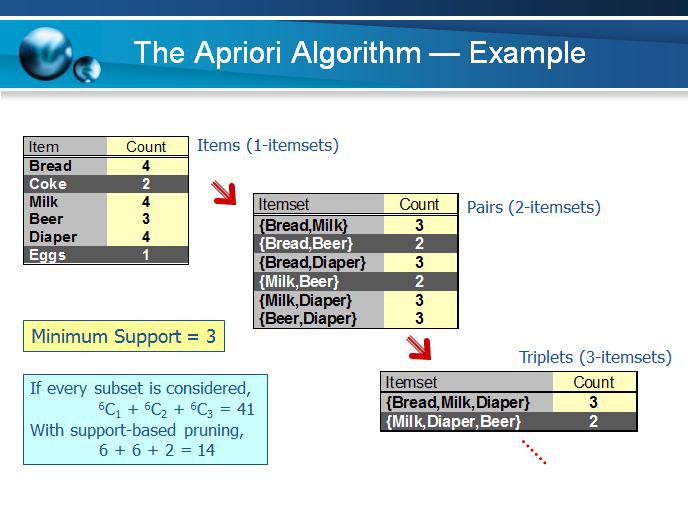 The Apriori Algorithm — Example
Items (1-itemsets)
Item Count
Bread 4
Coke 2
Milk 4
Beer 3
Diaper 4
Eggs 1
Pairs (2-itemsets)
Itemset Count
{Bread,Milk} 3
{Bread,Beer} 2
{Bread,Diaper} 3
{Milk,Beer} 2
{Milk,Diaper} 3
{Beer,Diaper} 3
Minimum Support = 3
Triplets (3-itemsets)
Itemset Count
{Bread,Milk,Diaper} 3
{Milk,Diaper,Beer} 2
If every subset is considered,
⁶C₁ + ⁶C₂ + ⁶C₃ = 41
With support-based pruning,
6 + 6 + 2 = 14